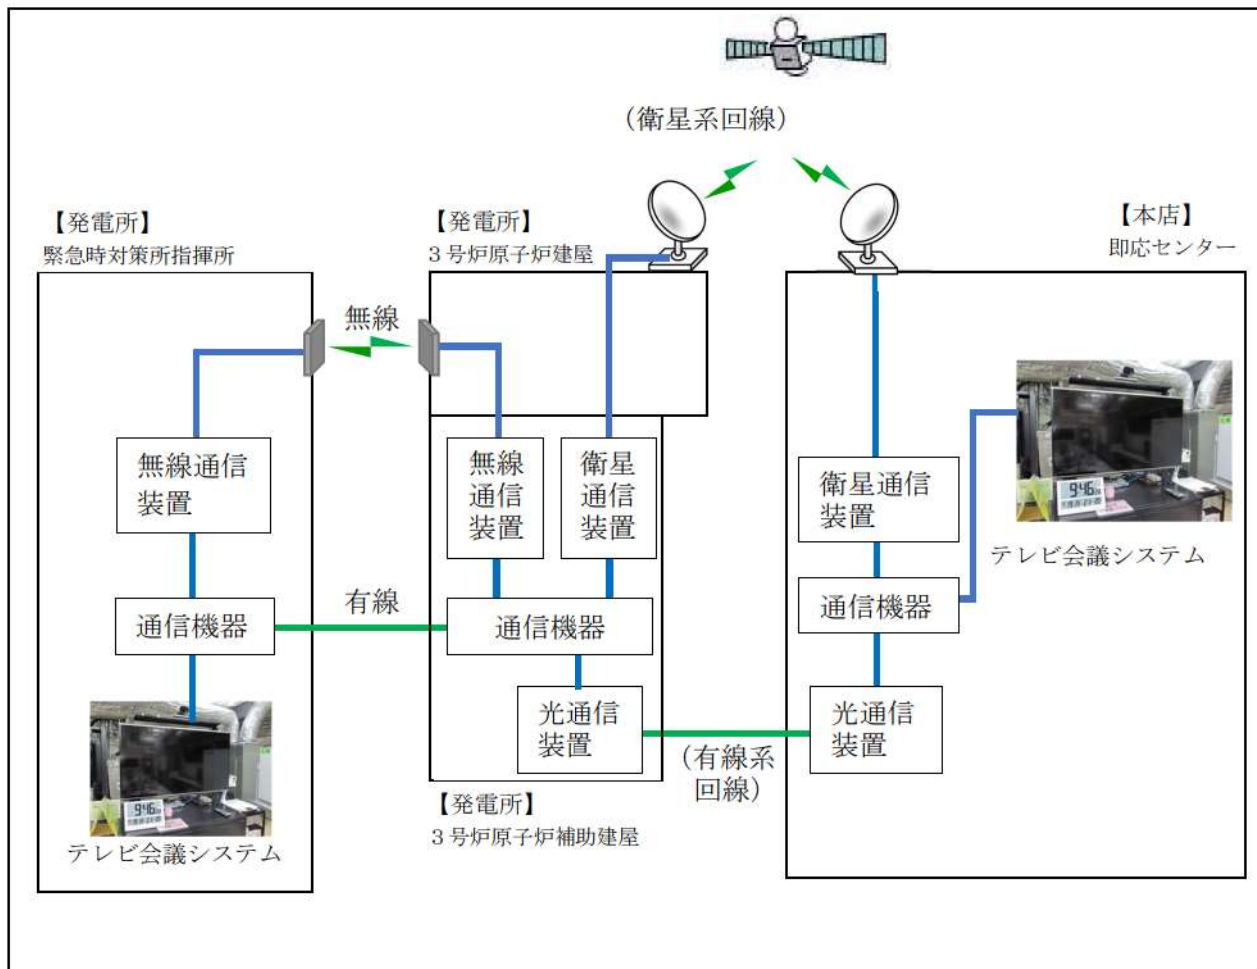 （衛星系回線）
【発電所】
緊急時対策所指揮所
【発電所】
３号炉原子炉建屋
【本店】
即応センター
無線
無線通信
装置
無線
通信
装置
衛星
通信
装置
衛星通信
装置
テレビ会議システム
通信機器
有線
通信機器
通信機器
光通信
装置
光通信
装置
（有線系
回線）
【発電所】
３号炉原子炉補助建屋
テレビ会議システム
9:46
9:46